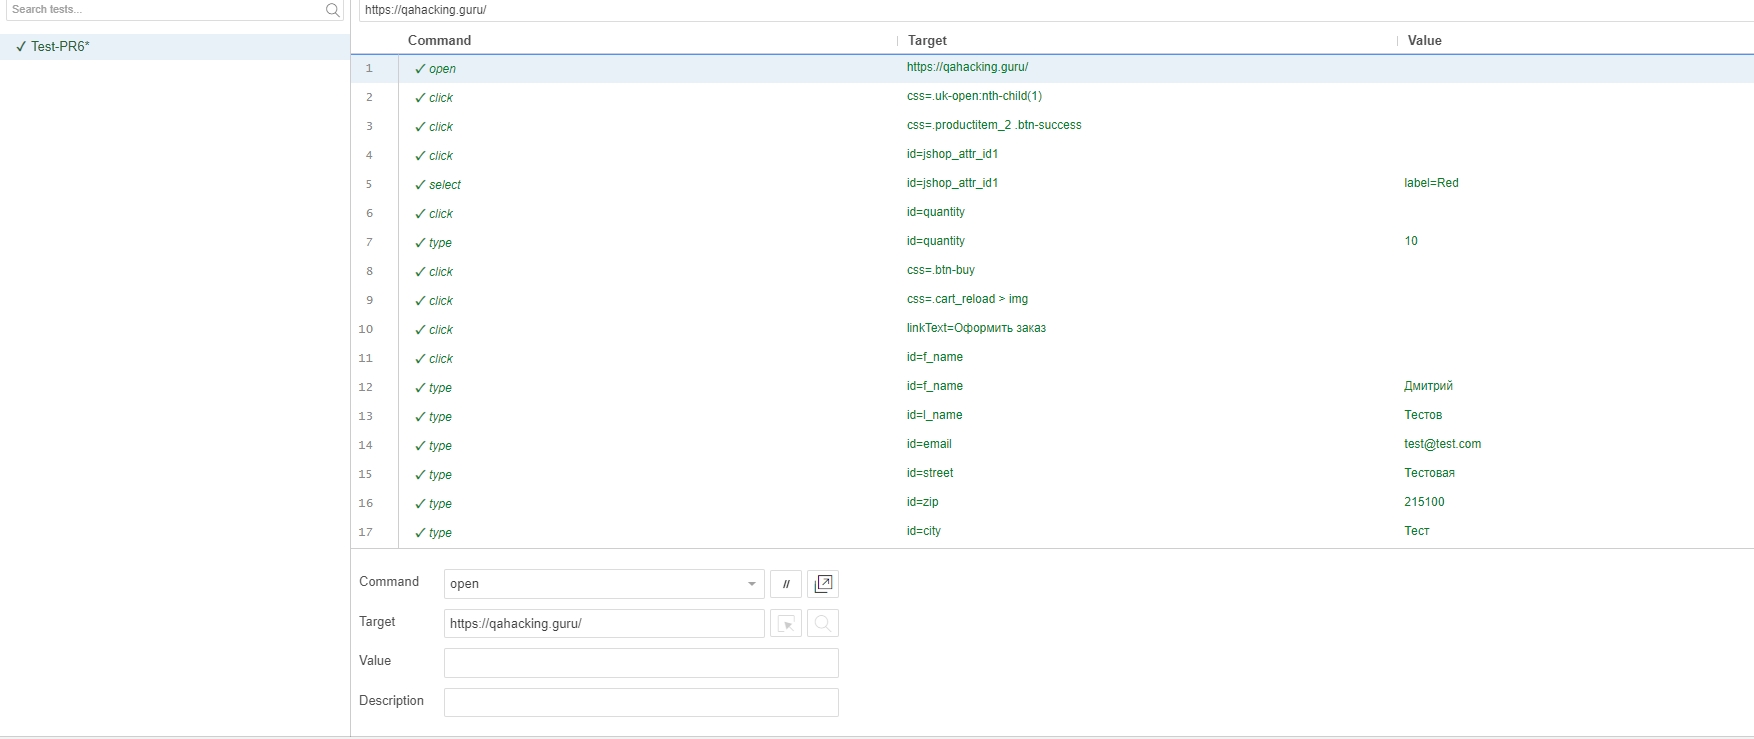 Search tests...
https://qahacking.guru/
✓ Test-PR6*
Command Target Value
1 ✓ open https://qahacking.guru/
2 ✓ click css=.uk-open:nth-child(1)
3 ✓ click css=.productitem_2 .btn-success
4 ✓ click id=jshop_attr_id1
5 ✓ select id=jshop_attr_id1 label=Red
6 ✓ click id=quantity
7 ✓ type id=quantity 10
8 ✓ click css=.btn-buy
9 ✓ click css=.cart_reload > img
10 ✓ click linkText=Оформить заказ
11 ✓ click id=f_name
12 ✓ type id=f_name Дмитрий
13 ✓ type id=l_name Тестов
14 ✓ type id=email test@test.com
15 ✓ type id=street Тестовая
16 ✓ type id=zip 215100
17 ✓ type id=city Тест
Command open //
Target https://qahacking.guru/
Value
Description